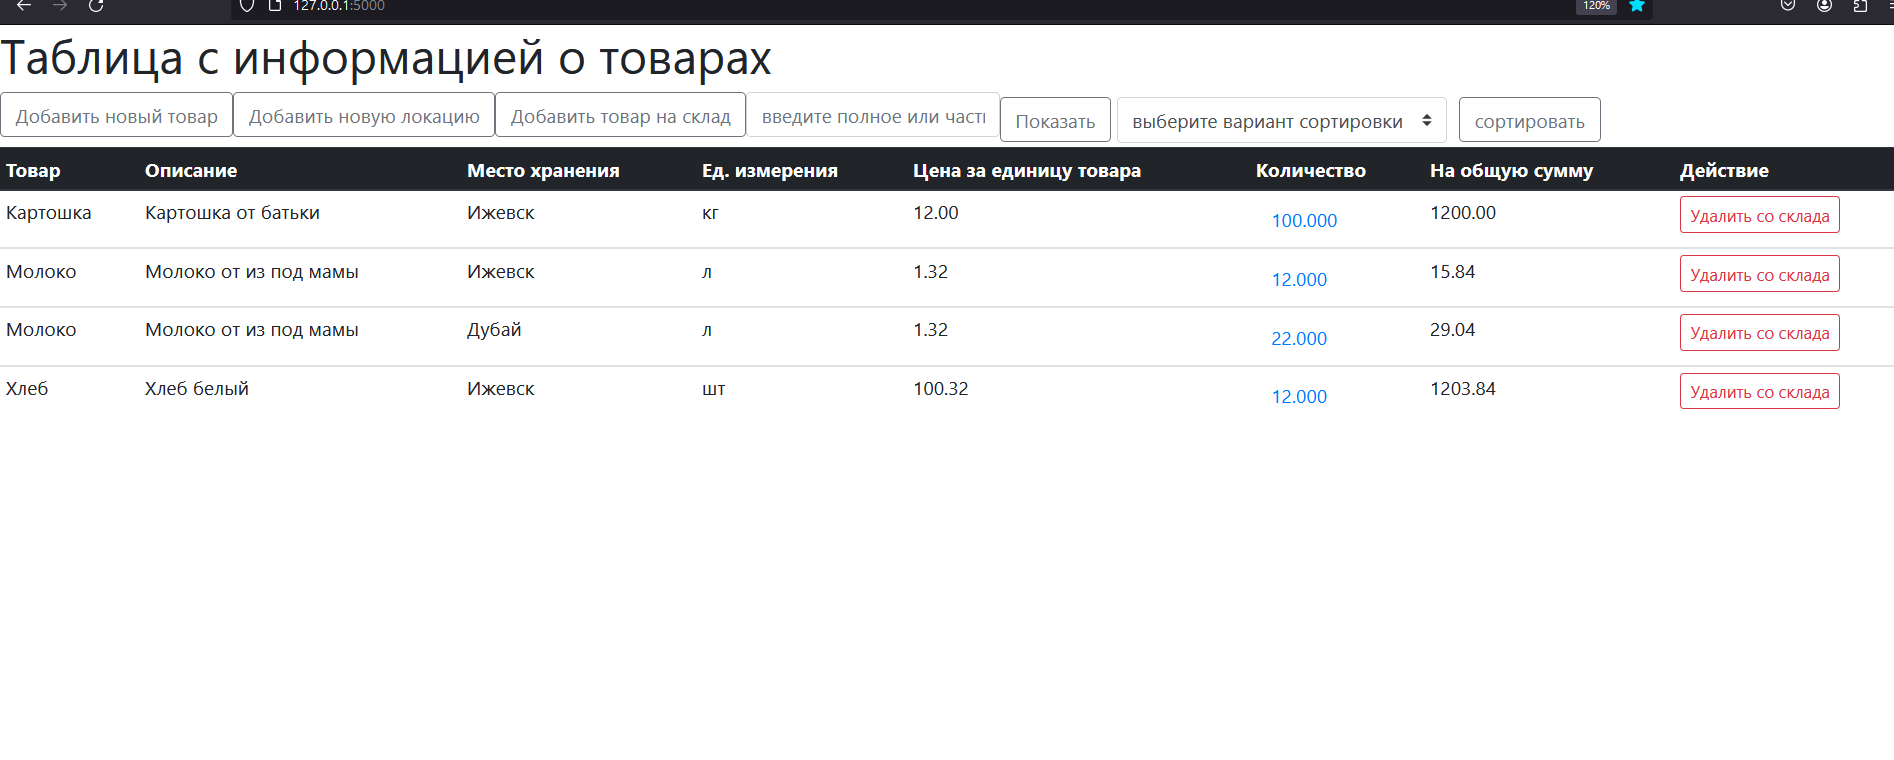 127.0.0.1:5000 120%
Таблица с информацией о товарах
Добавить новый товар Добавить новую локацию Добавить товар на склад введите полное или части Показать выберите вариант сортировки сортировать
Товар Описание Место хранения Ед. измерения Цена за единицу товара Количество На общую сумму Действие
Картошка Картошка от батьки Ижевск кг 12.00 100.000 1200.00 Удалить со склада
Молоко Молоко от из под мамы Ижевск л 1.32 12.000 15.84 Удалить со склада
Молоко Молоко от из под мамы Дубай л 1.32 22.000 29.04 Удалить со склада
Хлеб Хлеб белый Ижевск шт 100.32 12.000 1203.84 Удалить со склада